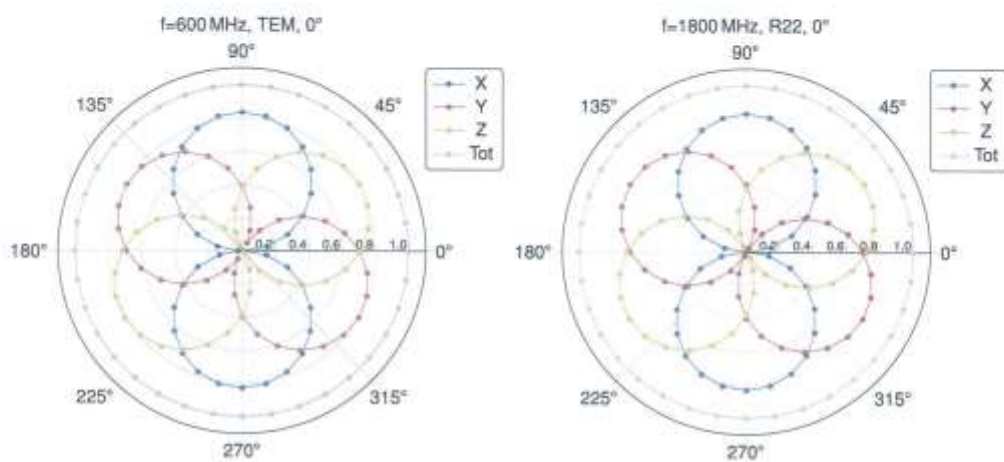 f=600 MHz, TEM, 0°
90°
135°
45°
X
Y
Z
Tot
180°
0.2 0.4 0.6 0.8 1.0
0°
225°
315°
270°
f=1800 MHz, R22, 0°
90°
135°
45°
X
Y
Z
Tot
180°
0.2 0.4 0.6 0.8 1.0
0°
225°
315°
270°